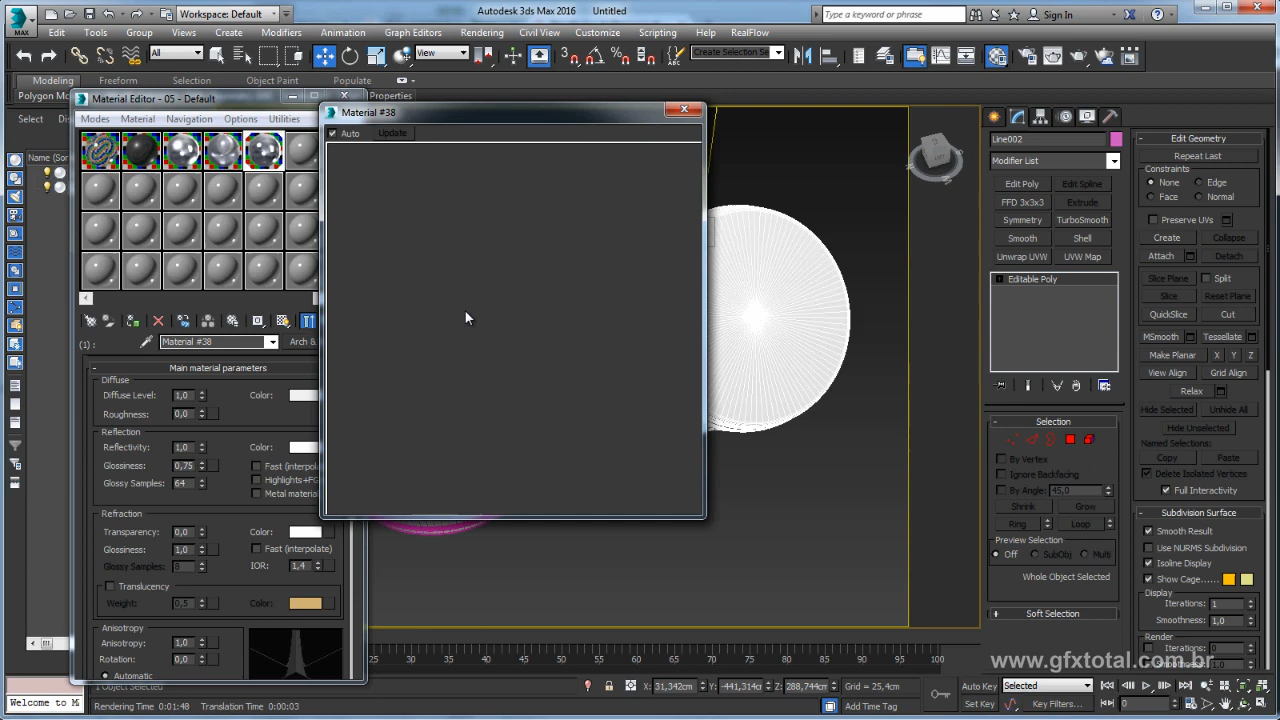 Workspace: Default
Autodesk 3ds Max 2016 Untitled
Type a keyword or phrase
Sign In
MAX
Edit Tools Group Views Create Modifiers Animation Graph Editors Rendering Civil View Customize Scripting Help RealFlow
All
View
Create Selection Se
Modeling Freeform Selection Object Paint Populate
Polygon Mo
Properties
Select
Name (Sor
Material Editor - 05 - Default
Modes Material Navigation Options Utilities
Material #38
Auto Update
(1) :
Material #38
Arch &
Main material parameters
Diffuse
Diffuse Level: 1,0 Color:
Roughness: 0,0
Reflection
Reflectivity: 1,0 Color:
Glossiness: 0,75 Fast (interpola
Glossy Samples: 64 Highlights+FG
Metal material
Refraction
Transparency: 0,0 Color:
Glossiness: 1,0 Fast (interpolate)
Glossy Samples: 8 IOR: 1,4
Translucency
Weight: 0,5 Color:
Anisotropy
Anisotropy: 1,0
Rotation: 0,0
Automatic
Line002
Modifier List
Edit Poly Edit Spline
FFD 3x3x3 Extrude
Symmetry TurboSmooth
Smooth Shell
Unwrap UVW UVW Map
Editable Poly
Selection
By Vertex
Ignore Backfacing
By Angle: 45,0
Shrink Grow
Ring Loop
Preview Selection
Off SubObj Multi
Whole Object Selected
Soft Selection
Edit Geometry
Repeat Last
Constraints
None Edge
Face Normal
Preserve UVs
Create Collapse
Attach Detach
Slice Plane Split
Slice Reset Plane
QuickSlice Cut
MSmooth Tessellate
Make Planar X Y Z
View Align Grid Align
Relax
Hide Selected Unhide All
Hide Unselected
Named Selections:
Copy Paste
Delete Isolated Vertices
Full Interactivity
Subdivision Surface
Smooth Result
Use NURMS Subdivision
Isoline Display
Show Cage......
Display
Iterations: 1
Smoothness: 1,0
Render
Iterations: 0
Smoothness: 1,0
25 30 35 40 45 50 55 60 65 70 75 80 85 90 95 100
www.gfxtotal.com.br
1 Object Selected
X: 31,342cm Y: -441,314c Z: 288,744cm Grid = 25,4cm
Auto Key Selected
Welcome to M
Rendering Time 0:01:48 Translation Time 0:00:03
Add Time Tag
Set Key Key Filters... 0